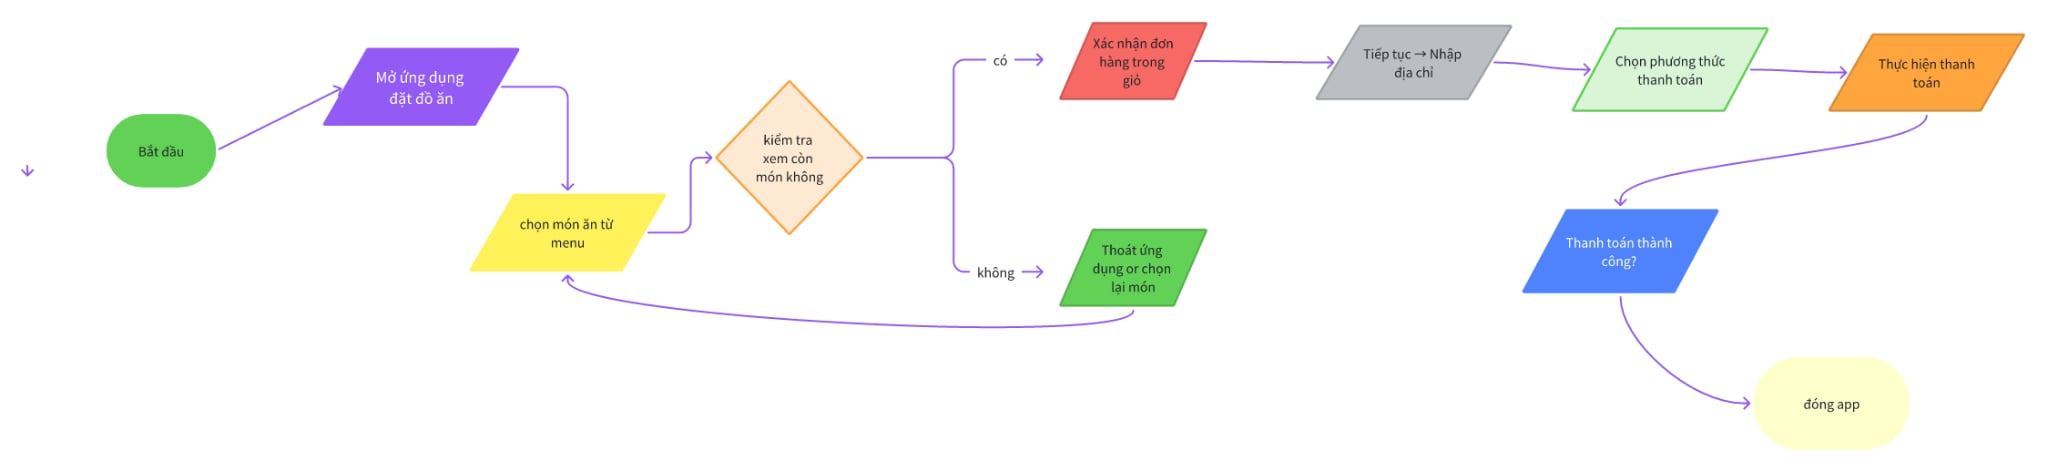 Bắt đầu
Mở ứng dụng
đặt đồ ăn
chọn món ăn từ
menu
kiểm tra
xem còn
món không
có
không
Xác nhận đơn
hàng trong
giỏ
Thoát ứng
dụng or chọn
lại món
Tiếp tục → Nhập
địa chỉ
Chọn phương thức
thanh toán
Thực hiện thanh
toán
Thanh toán thành
công?
đóng app